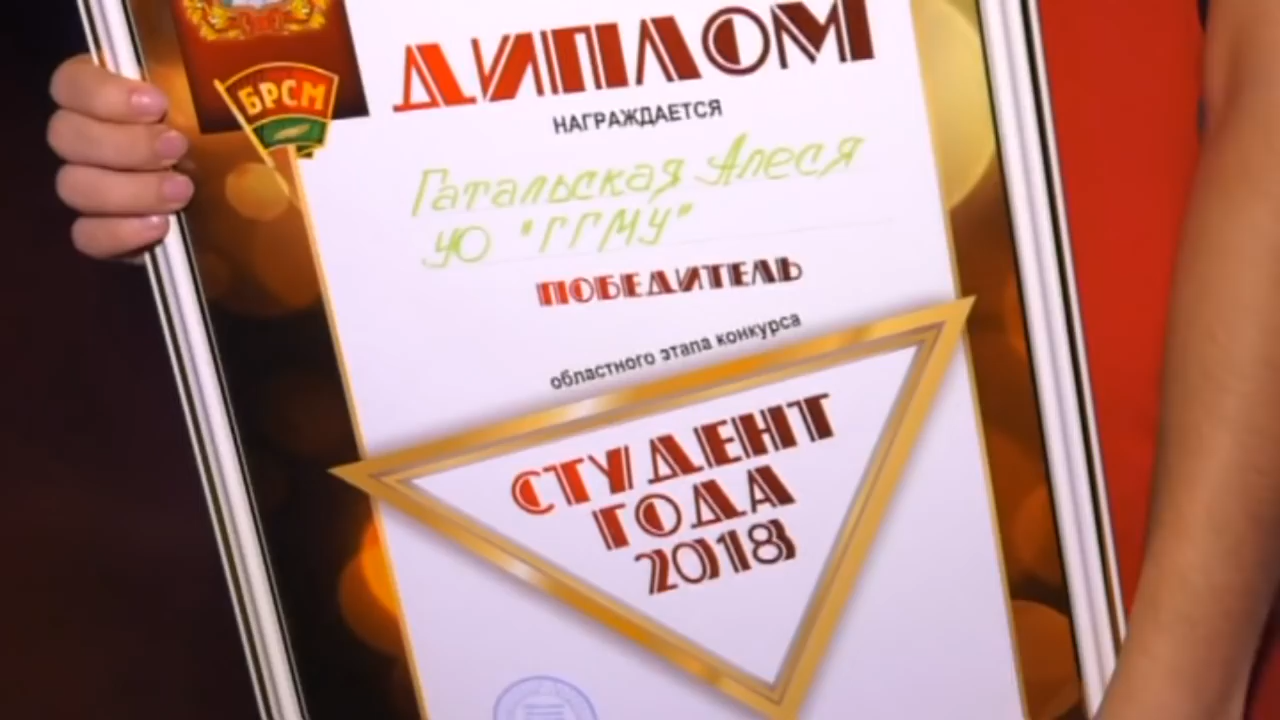 БРСМ
ДИПЛОМ
НАГРАЖДАЕТСЯ
Гатальская Алеся
УО "ГГМУ"
ПОБЕДИТЕЛЬ
областного этапа конкурса
СТУДЕНТ
ГОДА
2018